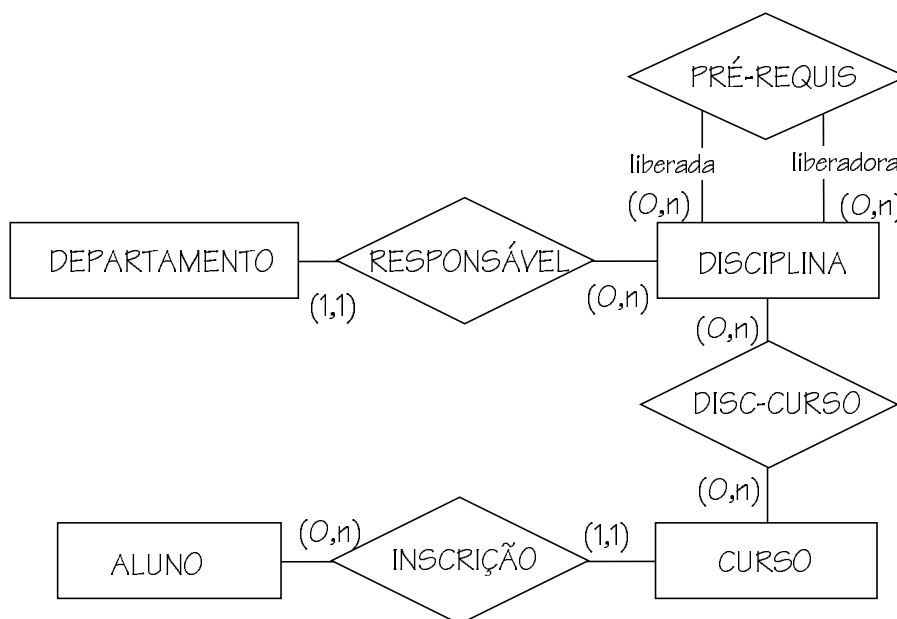 PRÉ-REQUIS
liberada
liberadora
(0,n)
(0,n)
DEPARTAMENTO
RESPONSÁVEL
DISCIPLINA
(1,1)
(0,n)
(0,n)
DISC-CURSO
(0,n)
(0,n)
(1,1)
ALUNO
INSCRIÇÃO
CURSO